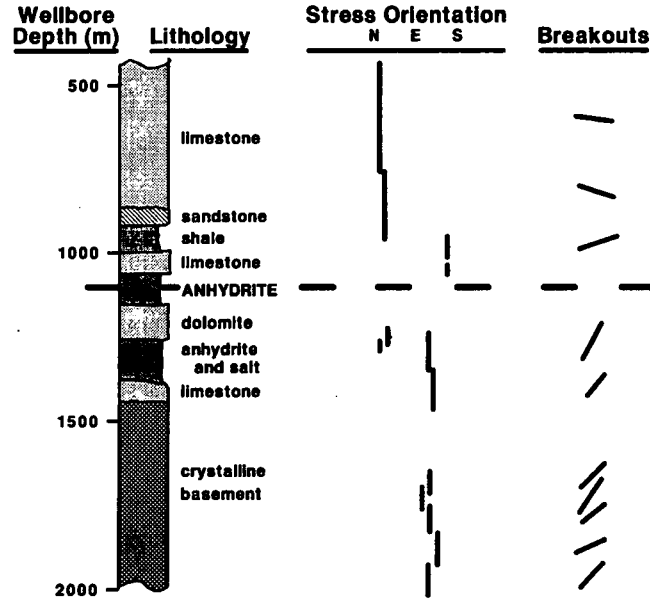 Wellbore Depth (m)
Lithology
Stress Orientation
N E S
Breakouts
500
limestone
sandstone
shale
1000
limestone
ANHYDRITE
dolomite
anhydrite
and salt
limestone
1500
crystalline
basement
2000